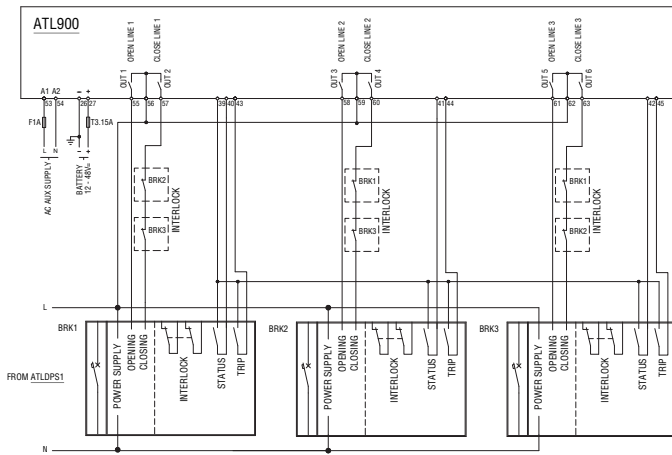 ATL900
OPEN LINE 1
CLOSE LINE 1
OPEN LINE 2
CLOSE LINE 2
OPEN LINE 3
CLOSE LINE 3
OUT 1
OUT 2
OUT 3
OUT 4
OUT 5
OUT 6
A1 A2 - +
53 54 26 27 55 56 57 39 40 43 58 59 60 41 44 61 62 63 42 45
F1A
T3.15A
L N - +
AC AUX SUPPLY
BATTERY
12 - 48V=
BRK2
BRK3
INTERLOCK
BRK1
BRK3
INTERLOCK
BRK1
BRK2
INTERLOCK
L
BRK1
POWER SUPPLY
OPENING
CLOSING
INTERLOCK
STATUS
TRIP
BRK2
POWER SUPPLY
OPENING
CLOSING
INTERLOCK
STATUS
TRIP
BRK3
POWER SUPPLY
OPENING
CLOSING
INTERLOCK
STATUS
TRIP
FROM ATLDPS1
N